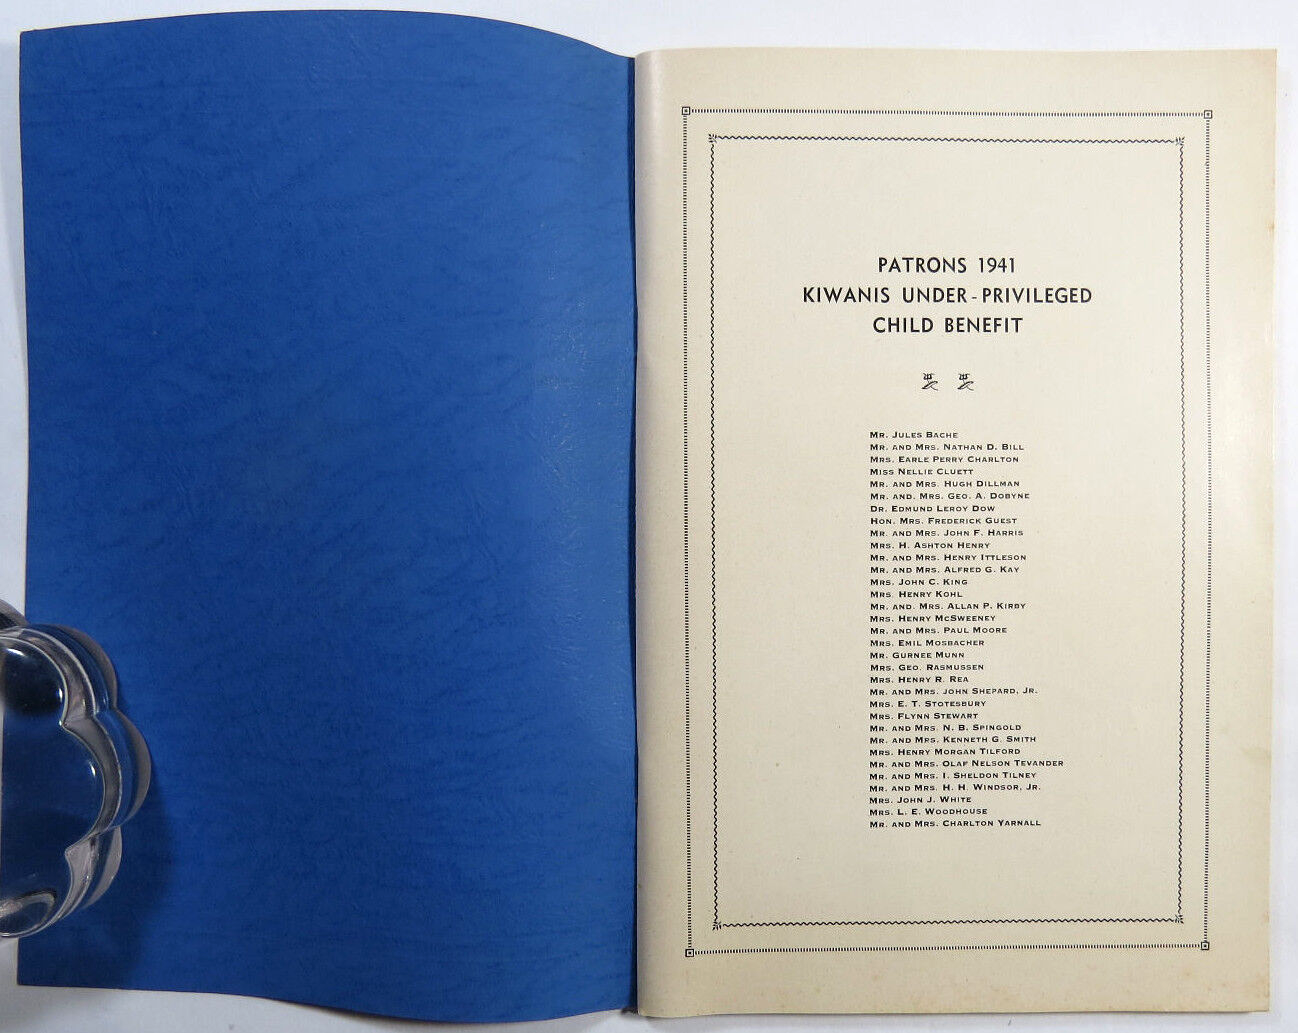 PATRONS 1941
KIWANIS UNDER-PRIVILEGED
CHILD BENEFIT
MR. JULES BACHE
MR. AND MRS. NATHAN D. BILL
MRS. EARLE PERRY CHARLTON
MISS NELLIE CLUETT
MR. AND MRS. HUGH DILLMAN
MR. AND. MRS. GEO. A. DOBYNE
DR. EDMUND LEROY DOW
HON. MRS. FREDERICK GUEST
MR. AND MRS. JOHN F. HARRIS
MRS. H. ASHTON HENRY
MR. AND MRS. HENRY ITTLESON
MR. AND MRS. ALFRED G. KAY
MRS. JOHN C. KING
MRS. HENRY KOHL
MR. AND. MRS. ALLAN P. KIRBY
MRS. HENRY MCSWEENEY
MR. AND MRS. PAUL MOORE
MRS. EMIL MOSBACHER
MR. GURNEE MUNN
MRS. GEO. RASMUSSEN
MRS. HENRY R. REA
MR. AND MRS. JOHN SHEPARD, JR.
MRS. E. T. STOTESBURY
MRS. FLYNN STEWART
MR. AND MRS. N. B. SPINGOLD
MR. AND MRS. KENNETH G. SMITH
MRS. HENRY MORGAN TILFORD
MR. AND MRS. OLAF NELSON TEVANDER
MR. AND MRS. I. SHELDON TILNEY
MR. AND MRS. H. H. WINDSOR, JR.
MRS. JOHN J. WHITE
MRS. L. E. WOODHOUSE
MR. AND MRS. CHARLTON YARNALL